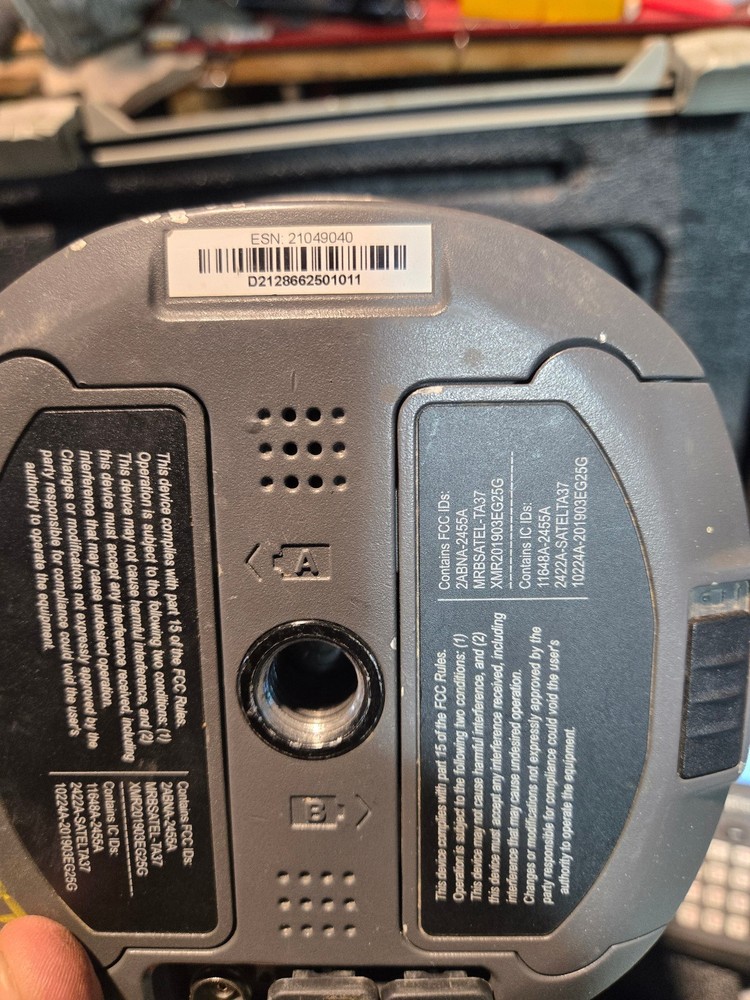 ESN: 21049040
D2128662501011
A
B
This device complies with part 15 of the FCC Rules.
Operation is subject to the following two conditions: (1)
This device may not cause harmful interference, and (2)
this device must accept any interference received, including
interference that may cause undesired operation.
Changes or modifications not expressly approved by the
party responsible for compliance could void the user's
authority to operate the equipment.
Contains FCC IDs:
2ABNA-2455A
MRBSATEL-TA37
XMR201903EG25G
Contains IC IDs:
11648A-2455A
2422A-SATELTA37
10224A-201903EG25G
Contains FCC IDs:
2ABNA-2455A
MRBSATEL-TA37
XMR201903EG25G
Contains IC IDs:
11648A-2455A
2422A-SATELTA37
10224A-201903EG25G
This device complies with part 15 of the FCC Rules.
Operation is subject to the following two conditions: (1)
This device may not cause harmful interference, and (2)
this device must accept any interference received, including
interference that may cause undesired operation.
Changes or modifications not expressly approved by the
party responsible for compliance could void the user's
authority to operate the equipment.